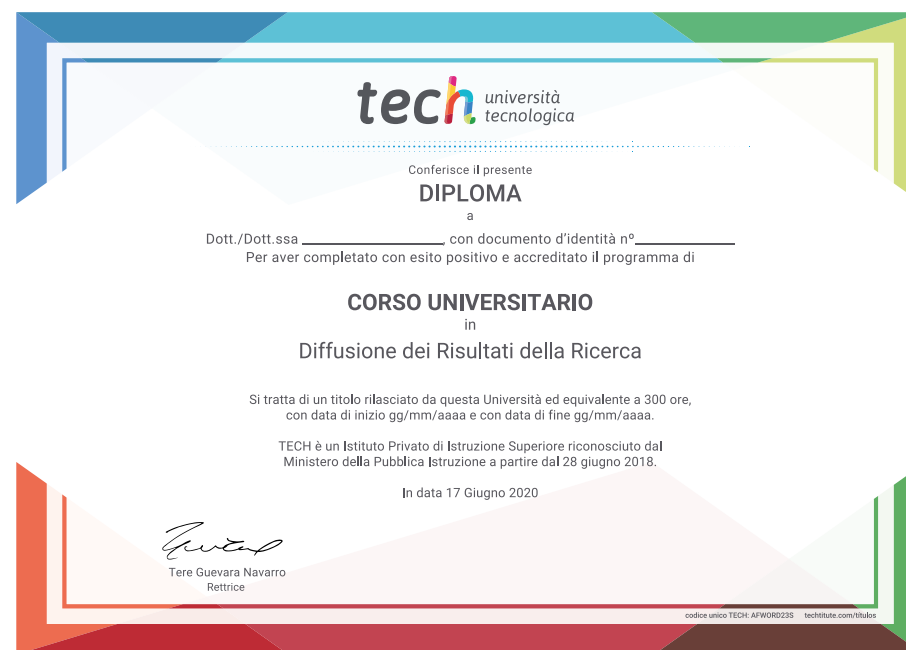 tech università
tecnologica
Conferisce il presente
DIPLOMA
a
Dott./Dott.ssa ____________________, con documento d'identità nº______________
Per aver completato con esito positivo e accreditato il programma di
CORSO UNIVERSITARIO
in
Diffusione dei Risultati della Ricerca
Si tratta di un titolo rilasciato da questa Università ed equivalente a 300 ore,
con data di inizio gg/mm/aaaa e con data di fine gg/mm/aaaa.
TECH è un Istituto Privato di Istruzione Superiore riconosciuto dal
Ministero della Pubblica Istruzione a partire dal 28 giugno 2018.
In data 17 Giugno 2020
Tere Guevara Navarro
Rettrice
codice unico TECH: AFWORD23S techtitute.com/títulos